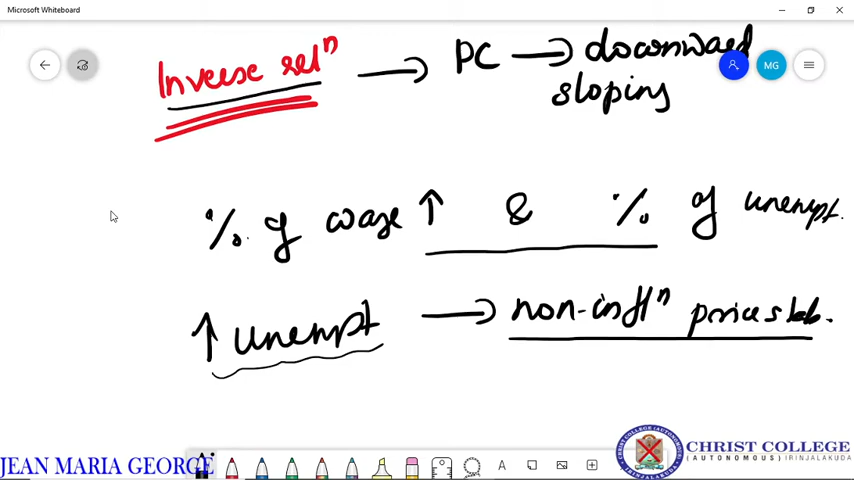 Microsoft Whiteboard
Inverse relⁿ → PC → downward
sloping
MG
% of wage ↑ & % of unempt.
↑ unempt → non-inflⁿ price stab.
JEAN MARIA GEORGE
A
CHRIST COLLEGE
(AUTONOMOUS) IRINJALAKUDA